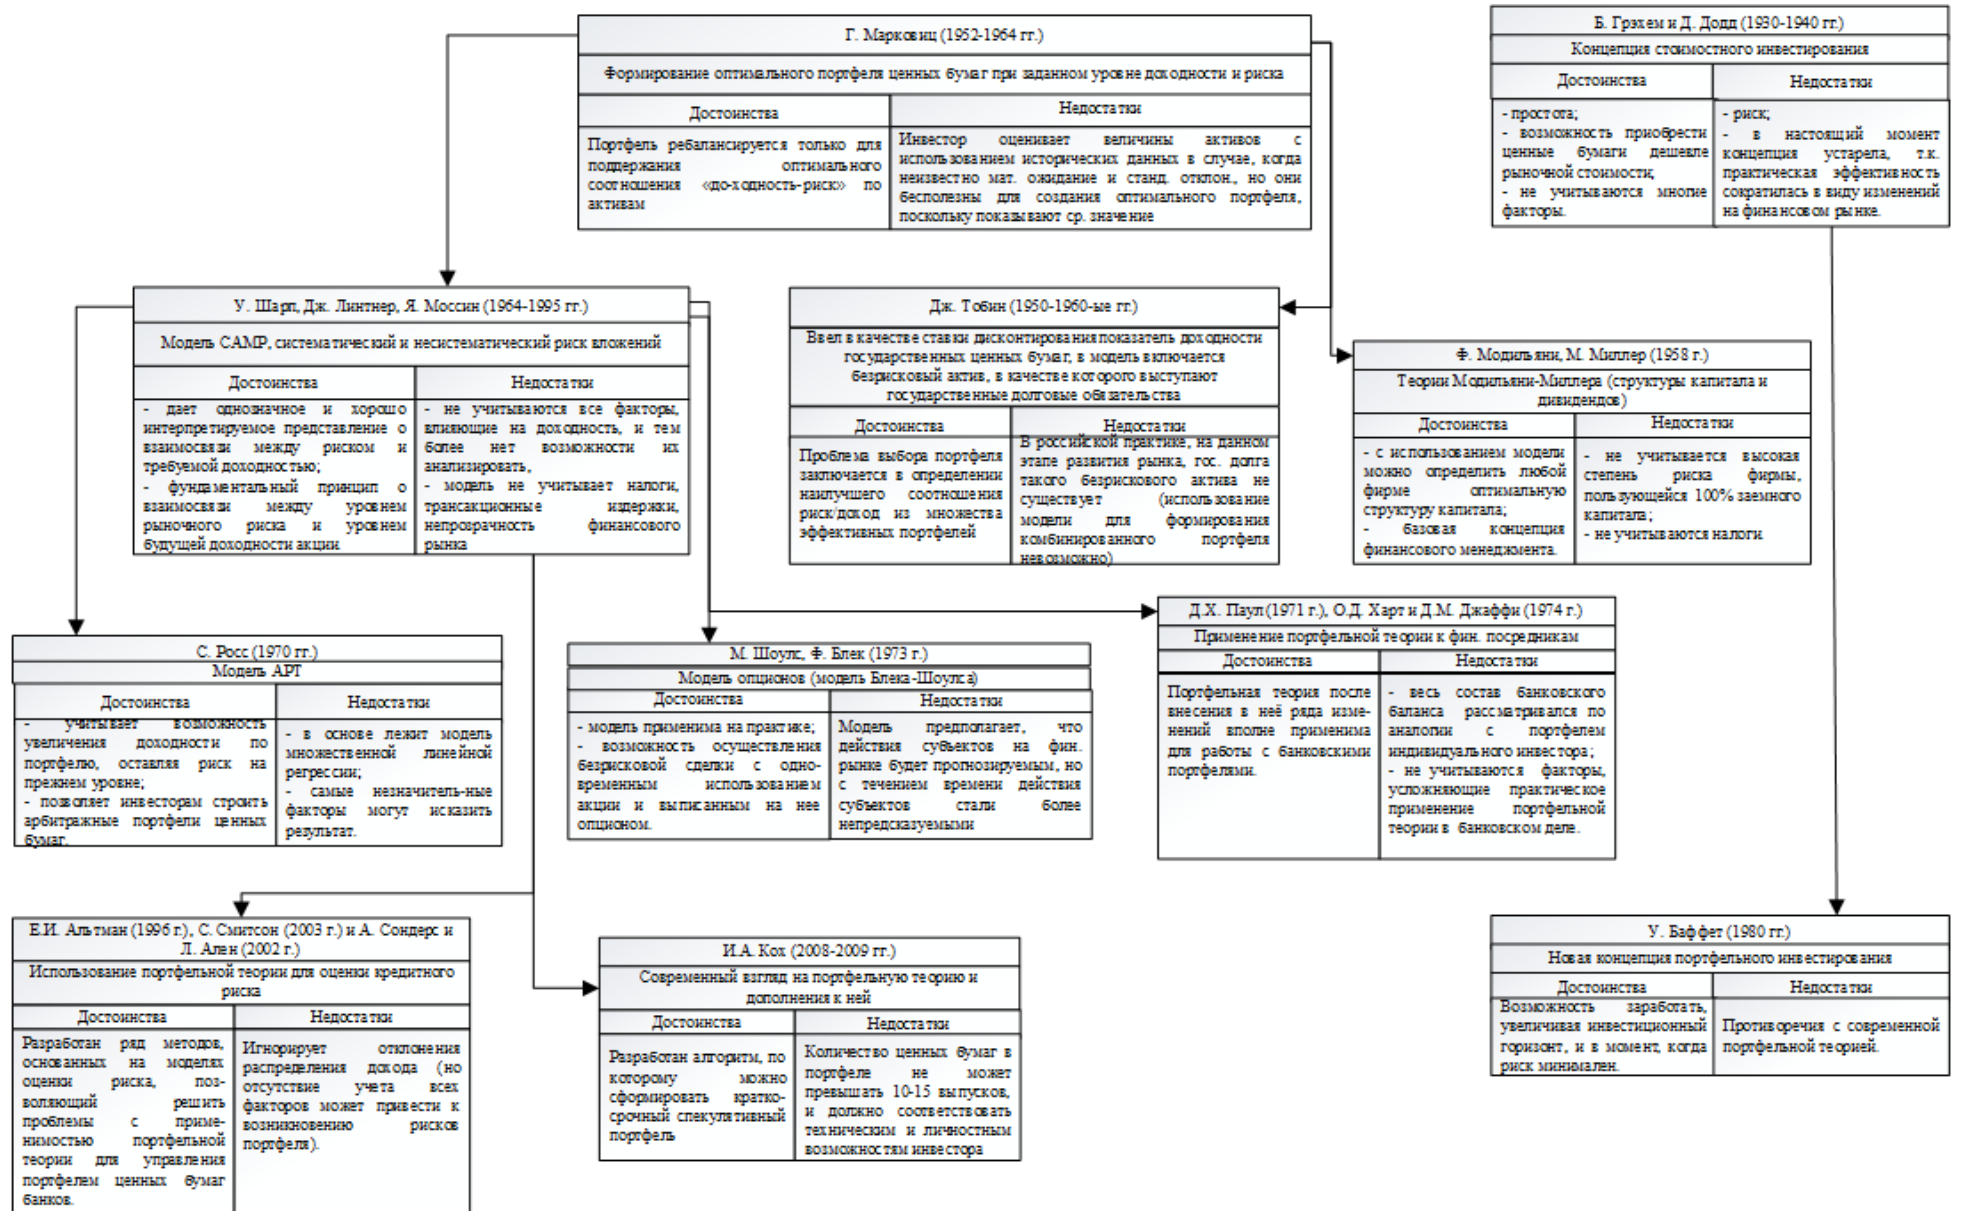 Г. Марковиц (1952-1964 гг.)
Формирование оптимального портфеля ценных бумаг при заданном уровне доходности и риска
Достоинства
Портфель ребалансируется только для
поддержания оптимального
соотношения «до-ходность-риск» по
активам
Недостатки
Инвестор оценивает величины активов с
использованием исторических данных в случае, когда
неизвестно мат. ожидание и станд. отклон., но они
бесполезны для создания оптимального портфеля,
поскольку показывают ср. значение
Б. Грэхем и Д. Додд (1930-1940 гг.)
Концепция стоимостного инвестирования
Достоинства
- простота;
- возможность приобрести
ценные бумаги дешевле
рыночной стоимости;
- не учитываются многие
факторы.
Недостатки
- риск;
- в настоящий момент
концепция устарела, т.к.
практическая эффективность
сократилась в виду изменений
на финансовом рынке.
У. Шарп, Дж. Линтнер, Я. Моссин (1964-1995 гг.)
Модель CAMP, систематический и несистематический риск вложений
Достоинства
- дает однозначное и хорошо
интерпретируемое представление о
взаимосвязи между риском и
требуемой доходностью;
- фундаментальный принцип о
взаимосвязи между уровнем
рыночного риска и уровнем
будущей доходности акции
Недостатки
- не учитываются все факторы,
влияющие на доходность, и тем
более нет возможности их
анализировать,
- модель не учитывает налоги,
трансакционные издержки,
непрозрачность финансового
рынка
Дж. Тобин (1950-1960-ые гг.)
Ввел в качестве ставки дисконтирования показатель доходности
государственных ценных бумаг, в модель включается
безрисковый актив, в качестве которого выступают
государственные долговые обязательства
Достоинства
Проблема выбора портфеля
заключается в определении
наилучшего соотношения
риск/доход из множества
эффективных портфелей
Недостатки
В российской практике, на данном
этапе развития рынка, гос. долга
такого безрискового актива не
существует (использование
модели для формирования
комбинированного портфеля
невозможно)
Ф. Модильяни, М. Миллер (1958 г.)
Теории Модильяни-Миллера (структуры капитала и
дивидендов)
Достоинства
- с использованием модели
можно определить любой
фирме оптимальную
структуру капитала;
- базовая концепция
финансового менеджмента.
Недостатки
- не учитывается высокая
степень риска фирмы,
пользующейся 100% заемного
капитала;
- не учитываются налоги
С. Росс (1970 гг.)
Модель АРТ
Достоинства
- учитывает возможность
увеличения доходности по
портфелю, оставляя риск на
прежнем уровне;
- позволяет инвесторам строить
арбитражные портфели ценных
бумаг.
Недостатки
- в основе лежит модель
множественной линейной
регрессии;
- самые незначитель-ные
факторы могут исказить
результат.
М. Шоулс, Ф. Блек (1973 г.)
Модель опционов (модель Блека-Шоулса)
Достоинства
- модель применима на практике;
- возможность осуществления
безрисковой сделки с одно-
временным использованием
акции и выписанным на нее
опционом.
Недостатки
Модель предполагает, что
действия субъектов на фин.
рынке будет прогнозируемым, но
с течением времени действия
субъектов стали более
непредсказуемыми
Д.Х. Паул (1971 г.), О.Д. Харт и Д.М. Джаффи (1974 г.)
Применение портфельной теории к фин. посредникам
Достоинства
Портфельная теория после
внесения в неё ряда изме-
нений вполне применима
для работы с банковскими
портфелями.
Недостатки
- весь состав банковского
баланса рассматривался по
аналогии с портфелем
индивидуального инвестора;
- не учитываются факторы,
усложняющие практическое
применение портфельной
теории в банковском деле.
Е.И. Альтман (1996 г.), С. Смитсон (2003 г.) и А. Сондерс и
Л. Ален (2002 г.)
Использование портфельной теории для оценки кредитного
риска
Достоинства
Разработан ряд методов,
основанных на моделях
оценки риска, поз-
воляющий решить
проблемы с приме-
нимостью портфельной
теории для управления
портфелем ценных бумаг
банков.
Недостатки
Игнорирует отклонения
распределения дохода (но
отсутствие учета всех
факторов может привести к
возникновению рисков
портфеля).
И.А. Кох (2008-2009 гг.)
Современный взгляд на портфельную теорию и
дополнения к ней
Достоинства
Разработан алгоритм, по
которому можно
сформировать кратко-
срочный спекулятивный
портфель
Недостатки
Количество ценных бумаг в
портфеле не может
превышать 10-15 выпусков,
и должно соответствовать
техническим и личностным
возможностям инвестора
У. Баффет (1980 гг.)
Новая концепция портфельного инвестирования
Достоинства
Возможность заработать,
увеличивая инвестиционный
горизонт, и в момент, когда
риск минимален.
Недостатки
Противоречия с современной
портфельной теорией.